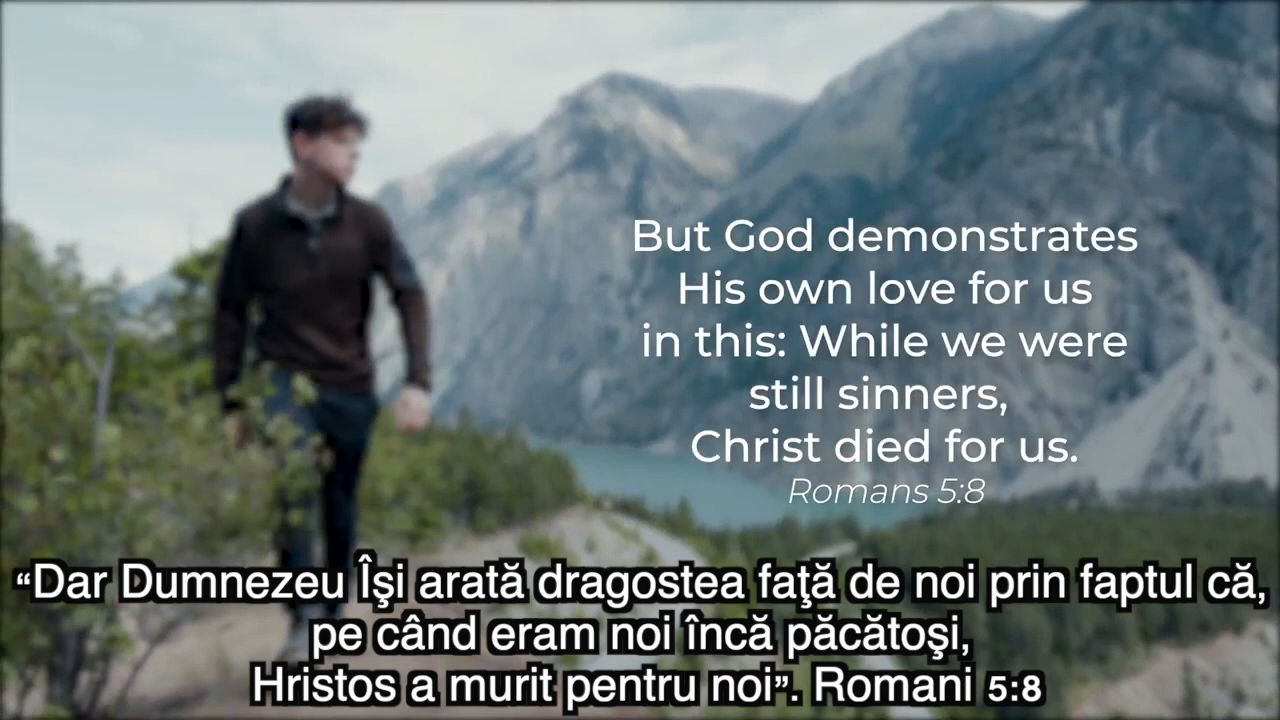 But God demonstrates
His own love for us
in this: While we were
still sinners,
Christ died for us.
Romans 5:8
“Dar Dumnezeu Îşi arată dragostea faţă de noi prin faptul că,
pe când eram noi încă păcătoşi,
Hristos a murit pentru noi”. Romani 5:8